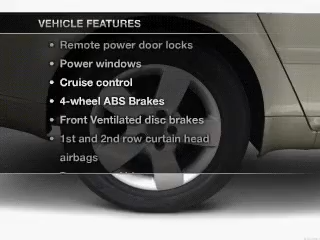 VEHICLE FEATURES
• Remote power door locks
• Power windows
• Cruise control
• 4-wheel ABS Brakes
• Front Ventilated disc brakes
• 1st and 2nd row curtain head
airbags